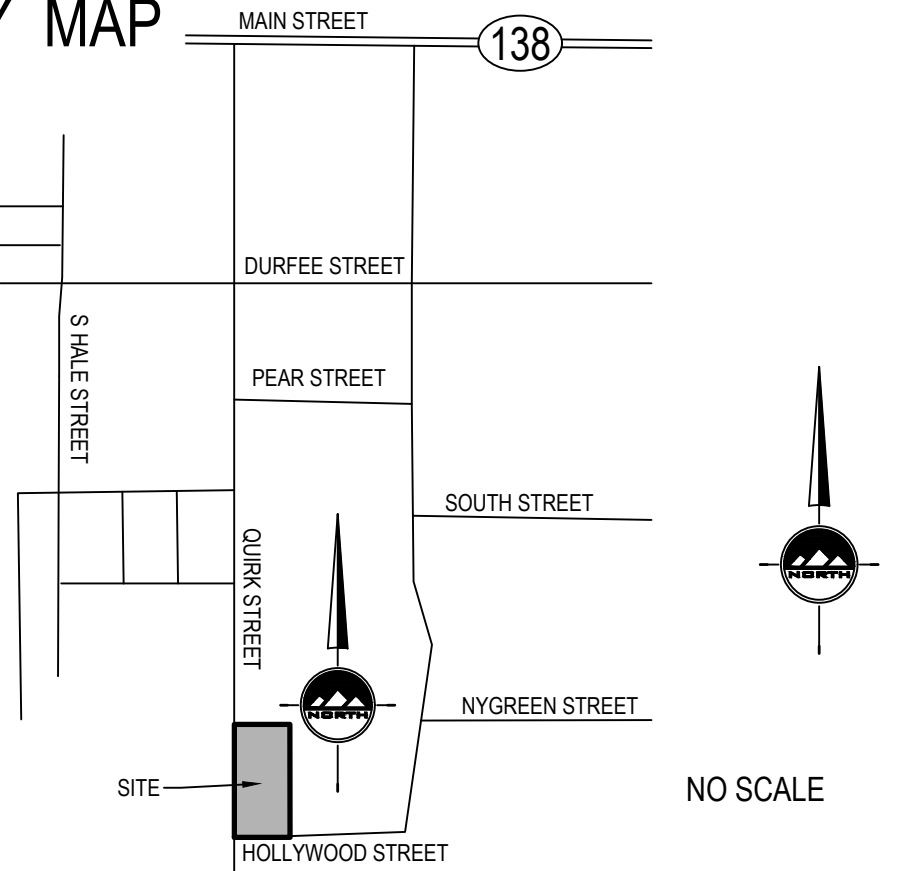 MAP
MAIN STREET
138
DURFEE STREET
S HALE STREET
PEAR STREET
SOUTH STREET
QUIRK STREET
NORTH
NORTH
NYGREEN STREET
SITE
NO SCALE
HOLLYWOOD STREET